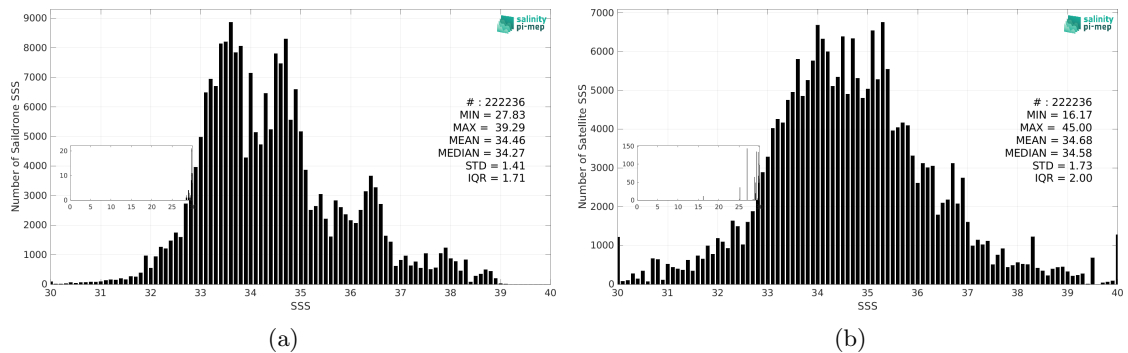 9000
8000
7000
6000
5000
4000
3000
2000
1000
0
Number of Saildrone SSS
salinity
pi-mep
# : 222236
MIN = 27.83
MAX = 39.29
MEAN = 34.46
MEDIAN = 34.27
STD = 1.41
IQR = 1.71
20
10
0
0 5 10 15 20 25
30 31 32 33 34 35 36 37 38 39 40
SSS
(a)
7000
6000
5000
4000
3000
2000
1000
0
Number of Satellite SSS
salinity
pi-mep
# : 222236
MIN = 16.17
MAX = 45.00
MEAN = 34.68
MEDIAN = 34.58
STD = 1.73
IQR = 2.00
150
100
50
0
0 5 10 15 20 25
30 31 32 33 34 35 36 37 38 39 40
SSS
(b)